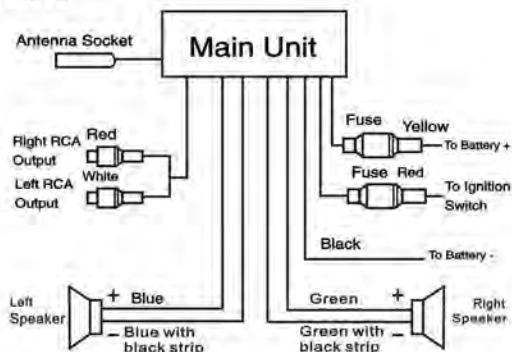 Main Unit
Antenna Socket
Right RCA Red
Output
Left RCA White
Output
Fuse Yellow
To Battery +
Fuse Red
To Ignition
Switch
Black
To Battery -
Left
Speaker
+ Blue
- Blue with
black strip
Green +
Green with -
black strip
Right
Speaker